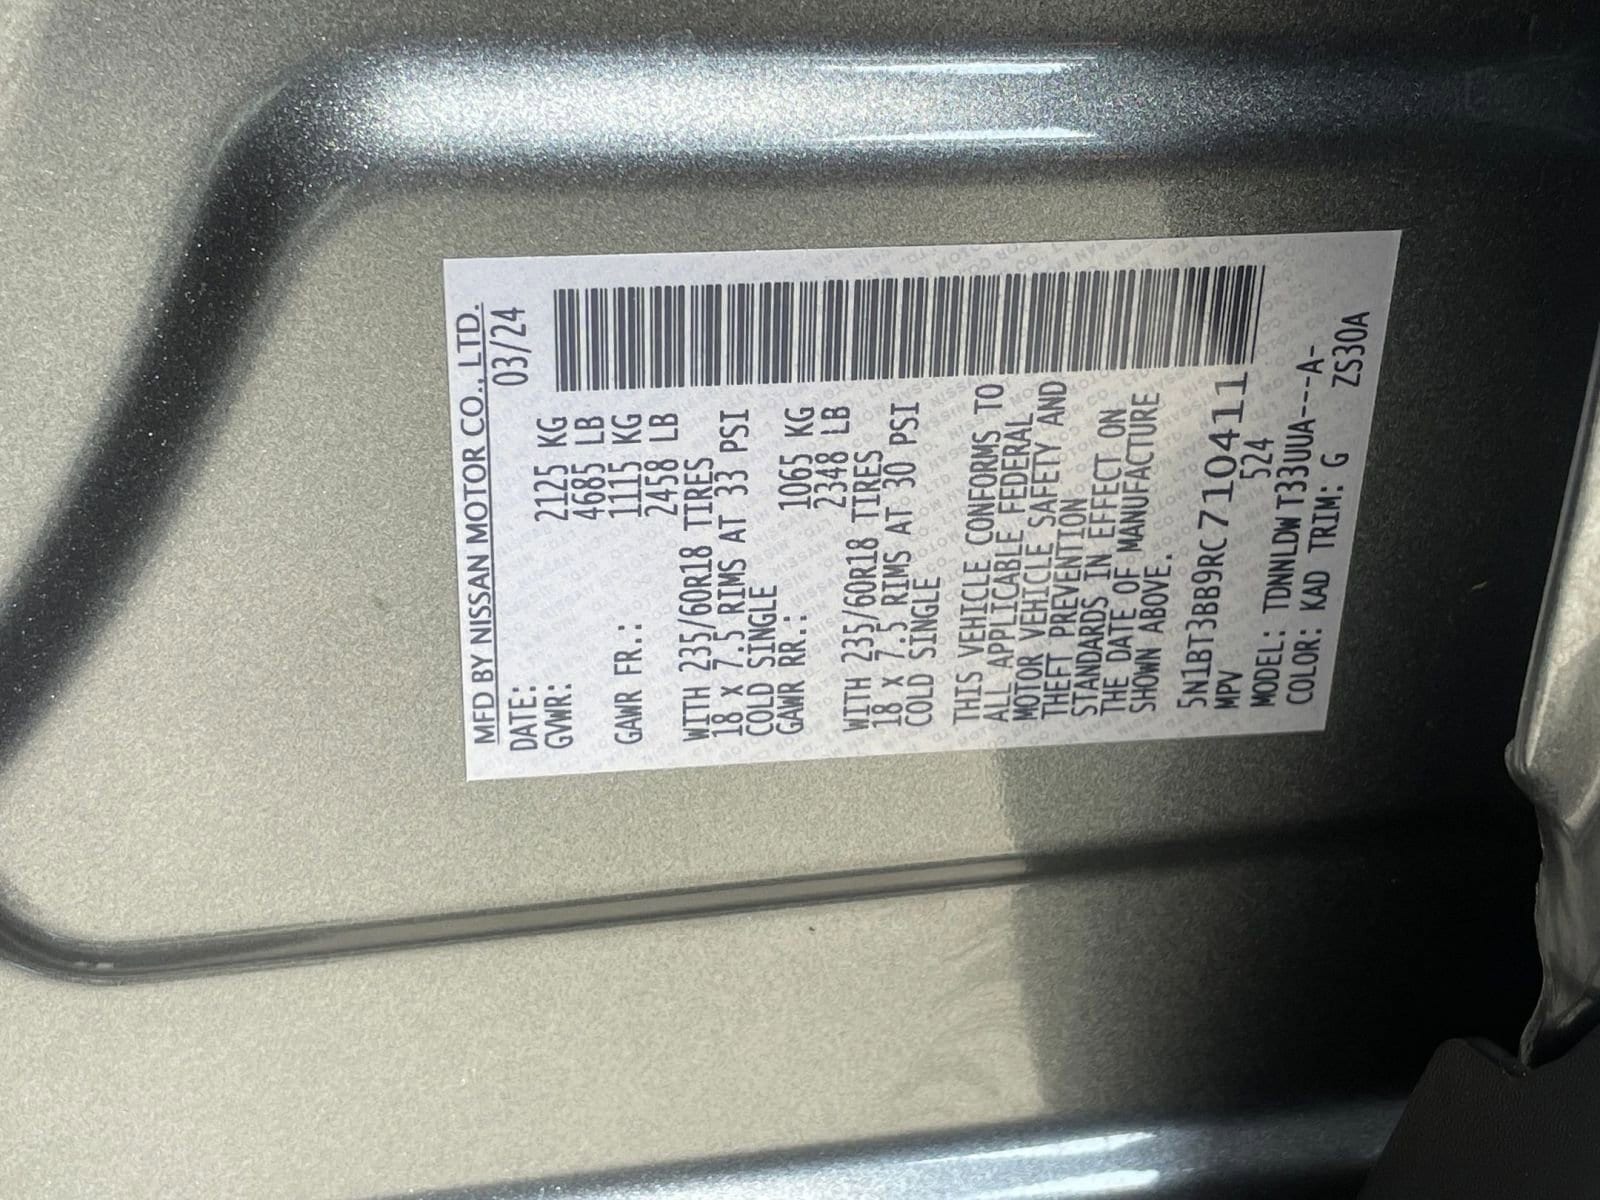 MFD BY NISSAN MOTOR CO., LTD.
DATE: 03/24
GVWR: 2125 KG
4685 LB
GAWR FR.: 1115 KG
2458 LB
WITH 235/60R18 TIRES
18 X 7.5 RIMS AT 33 PSI
COLD SINGLE
GAWR RR.: 1065 KG
2348 LB
WITH 235/60R18 TIRES
18 X 7.5 RIMS AT 30 PSI
COLD SINGLE
THIS VEHICLE CONFORMS TO
ALL APPLICABLE FEDERAL
MOTOR VEHICLE SAFETY AND
THEFT PREVENTION
STANDARDS IN EFFECT ON
THE DATE OF MANUFACTURE
SHOWN ABOVE.
5N1BT3BB9RC710411
MPV 524
MODEL: TDNNLDW T33UUA---A-
COLOR: KAD TRIM: G ZS30A